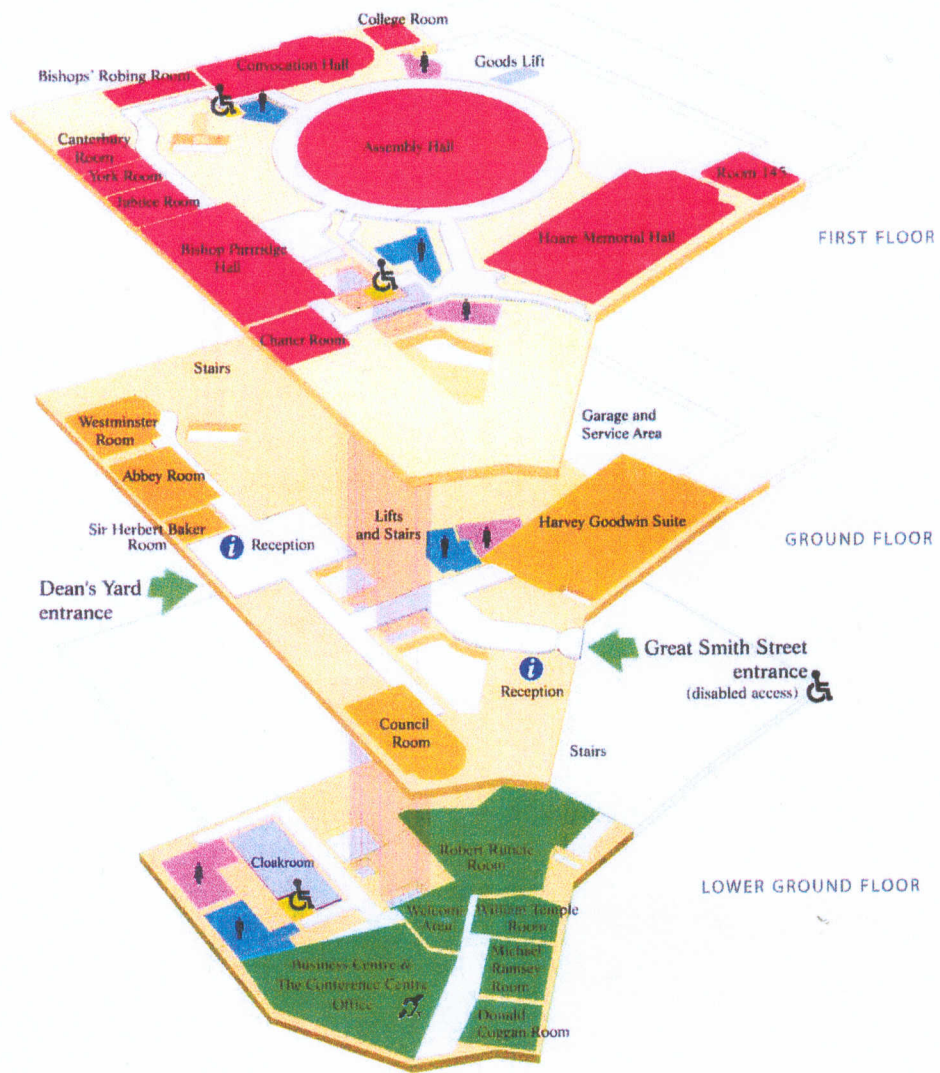 College Room
Convocation Hall
Goods Lift
Bishops' Robing Room
Canterbury
Room
York Room
Jubilee Room
Assembly Hall
Room 145
Bishop Partridge
Hall
Hoare Memorial Hall
FIRST FLOOR
Charter Room
Stairs
Garage and
Service Area
Westminster
Room
Abbey Room
Sir Herbert Baker
Room
i Reception
Lifts
and Stairs
Harvey Goodwin Suite
GROUND FLOOR
Dean's Yard
entrance
Great Smith Street
entrance
(disabled access)
i
Reception
Council
Room
Stairs
Robert Runcie
Room
Cloakroom
LOWER GROUND FLOOR
Welcome
Area
William Temple
Room
Michael
Ramsey
Room
Business Centre &
The Conference Centre
Office
Donald
Coggan Room